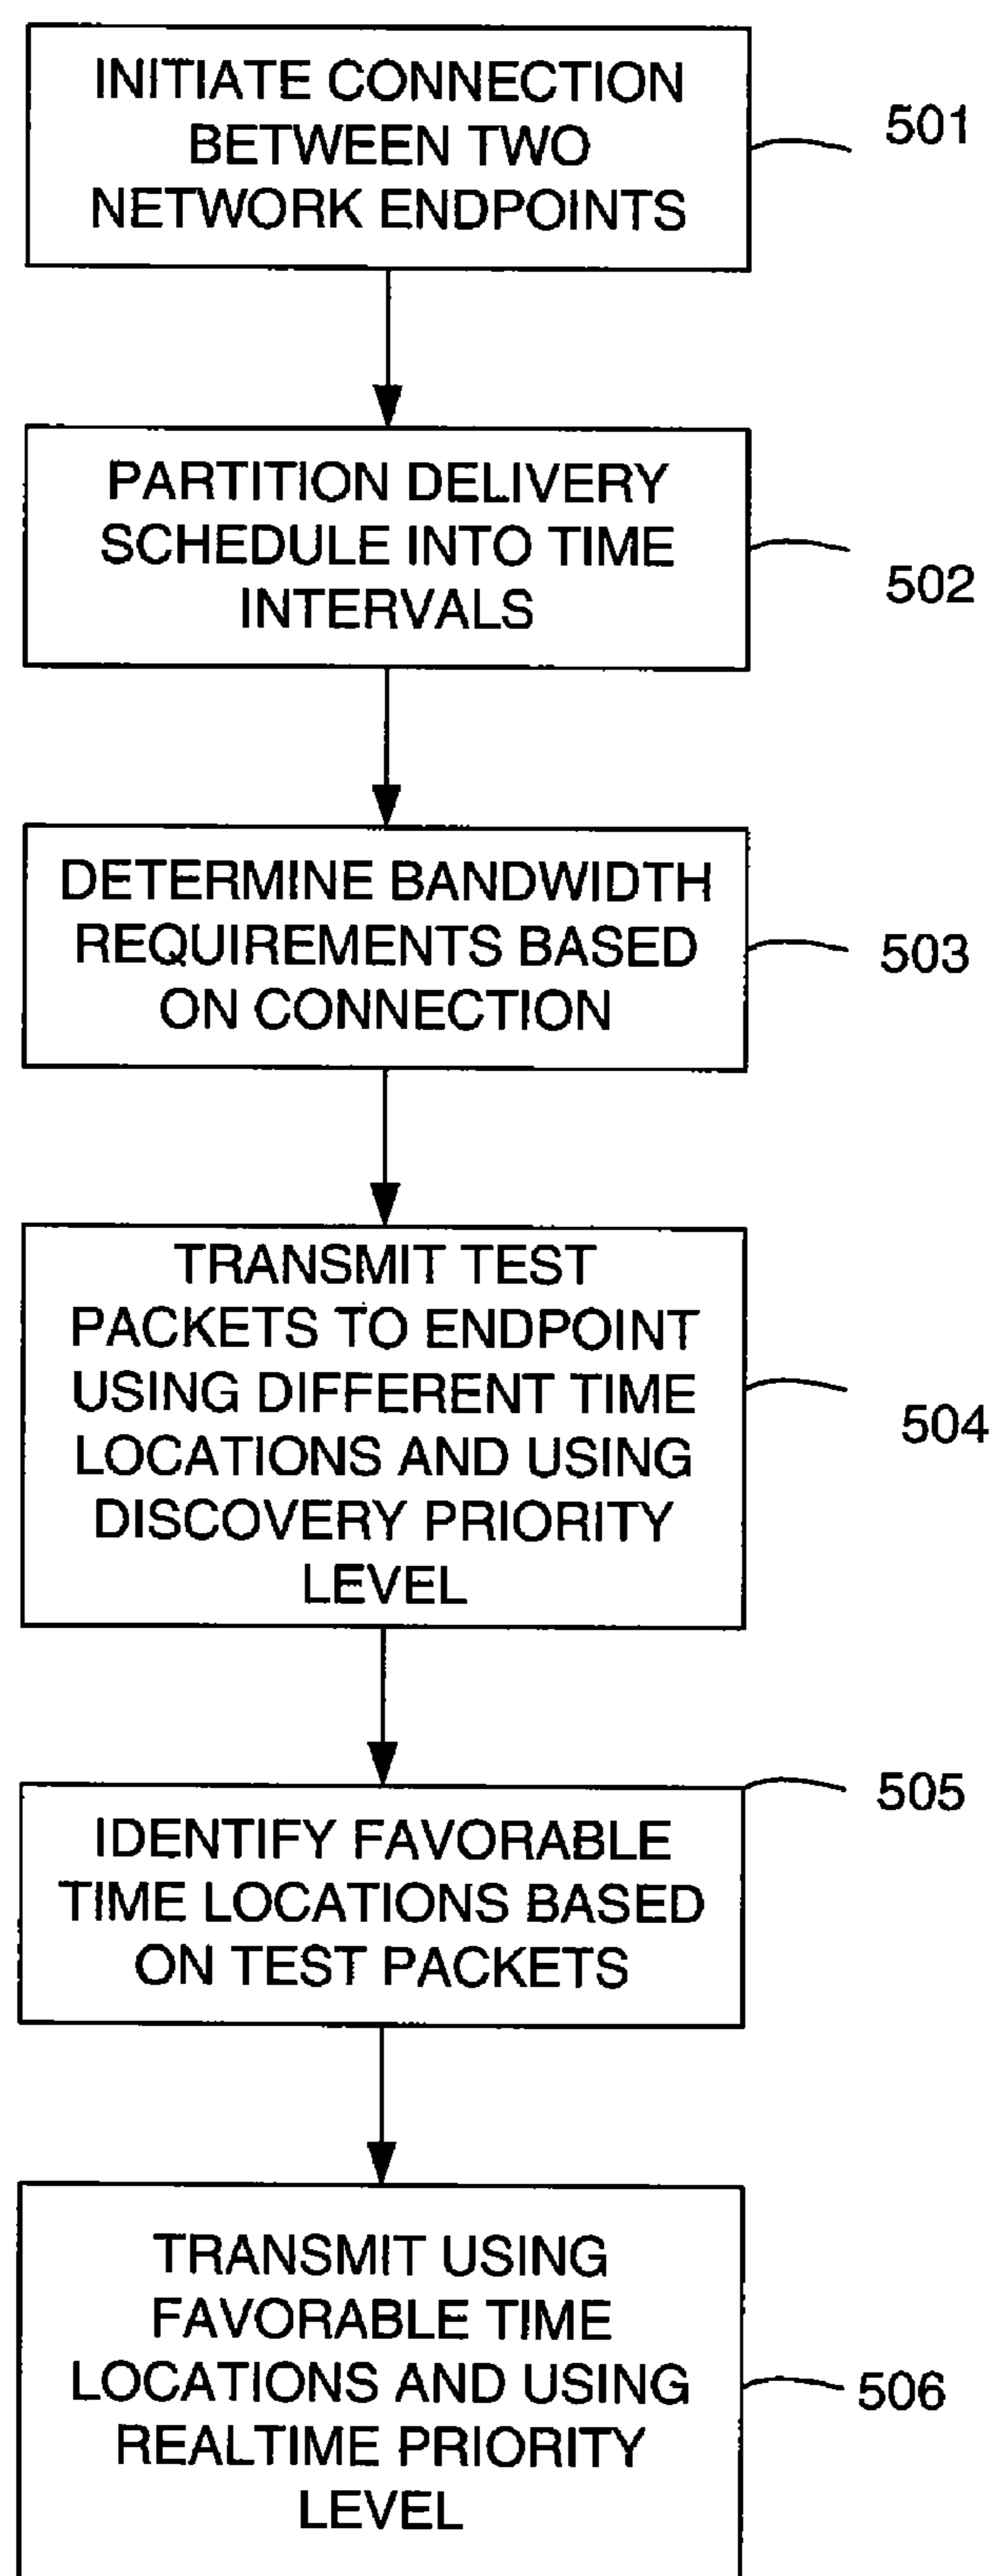 INITIATE CONNECTION
BETWEEN TWO
NETWORK ENDPOINTS
501
PARTITION DELIVERY
SCHEDULE INTO TIME
INTERVALS
502
DETERMINE BANDWIDTH
REQUIREMENTS BASED
ON CONNECTION
503
TRANSMIT TEST
PACKETS TO ENDPOINT
USING DIFFERENT TIME
LOCATIONS AND USING
DISCOVERY PRIORITY
LEVEL
504
IDENTIFY FAVORABLE
TIME LOCATIONS BASED
ON TEST PACKETS
505
TRANSMIT USING
FAVORABLE TIME
LOCATIONS AND USING
REALTIME PRIORITY
LEVEL
506